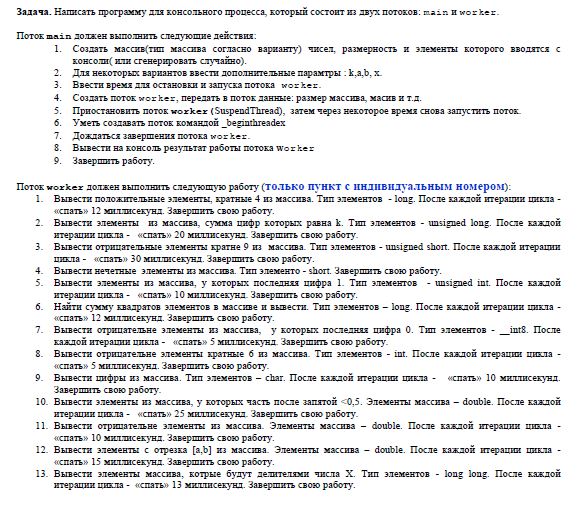 Задача. Написать программу для консольного процесса, который состоит из двух потоков: main и worker.
Поток main должен выполнить следующие действия:
1. Создать массив(тип массива согласно варианту) чисел, размерность и элементы которого вводятся с
консоли( или сгенерировать случайно).
2. Для некоторых вариантов ввести дополнительные парамтры : k,a,b, x.
3. Ввести время для остановки и запуска потока worker.
4. Создать поток worker, передать в поток данные: размер массива, масив и т.д.
5. Приостановить поток worker (SuspendThread), затем через некоторое время снова запустить поток.
6. Уметь создавать поток командой _beginthreadex
7. Дождаться завершения потока worker.
8. Вывести на консоль результат работы потока Worker
9. Завершить работу.
Поток worker должен выполнить следующую работу (только пункт с индивидуальным номером):
1. Вывести положительные элементы, кратные 4 из массива. Тип элементов - long. После каждой итерации цикла -
«спать» 12 миллисекунд. Завершить свою работу.
2. Вывести элементы из массива, сумма цифр которых равна k. Тип элементов - unsigned long. После каждой
итерации цикла - «спать» 20 миллисекунд. Завершить свою работу.
3. Вывести отрицательные элементы кратне 9 из массива. Тип элементов - unsigned short. После каждой итерации
цикла - «спать» 30 миллисекунд. Завершить свою работу.
4. Вывести нечетные элементы из массива. Тип элементо - short. Завершить свою работу.
5. Вывести элементы из массива, у которых последняя цифра 1. Тип элементов - unsigned int. После каждой
итерации цикла - «спать» 10 миллисекунд. Завершить свою работу.
6. Найти сумму квадратов элементов в массиве и вывести. Тип элементов – long. После каждой итерации цикла -
«спать» 12 миллисекунд. Завершить свою работу.
7. Вывести отрицательне элементы из массива, у которых последняя цифра 0. Тип элементов - __int8. После
каждой итерации цикла - «спать» 5 миллисекунд. Завершить свою работу.
8. Вывести отрицательне элементы кратные 6 из массива. Тип элементов - int. После каждой итерации цикла -
«спать» 5 миллисекунд. Завершить свою работу.
9. Вывести цифры из массива. Тип элементов – char. После каждой итерации цикла - «спать» 10 миллисекунд.
Завершить свою работу.
10. Вывести элементы из массива, у которых часть после запятой <0,5. Элементы массива – double. После каждой
итерации цикла - «спать» 25 миллисекунд. Завершить свою работу.
11. Вывести отрицательне элементы из массива. Элементы массива – double. После каждой итерации цикла -
«спать» 10 миллисекунд. Завершить свою работу.
12. Вывести элементы с отрезка [a,b] из массива. Элементы массива – double. После каждой итерации цикла -
«спать» 15 миллисекунд. Завершить свою работу.
13. Вывести элементы массива, котрые будут делителями числа X. Тип элементов - long long. После каждой
итерации цикла - «спать» 13 миллисекунд. Завершить свою работу.